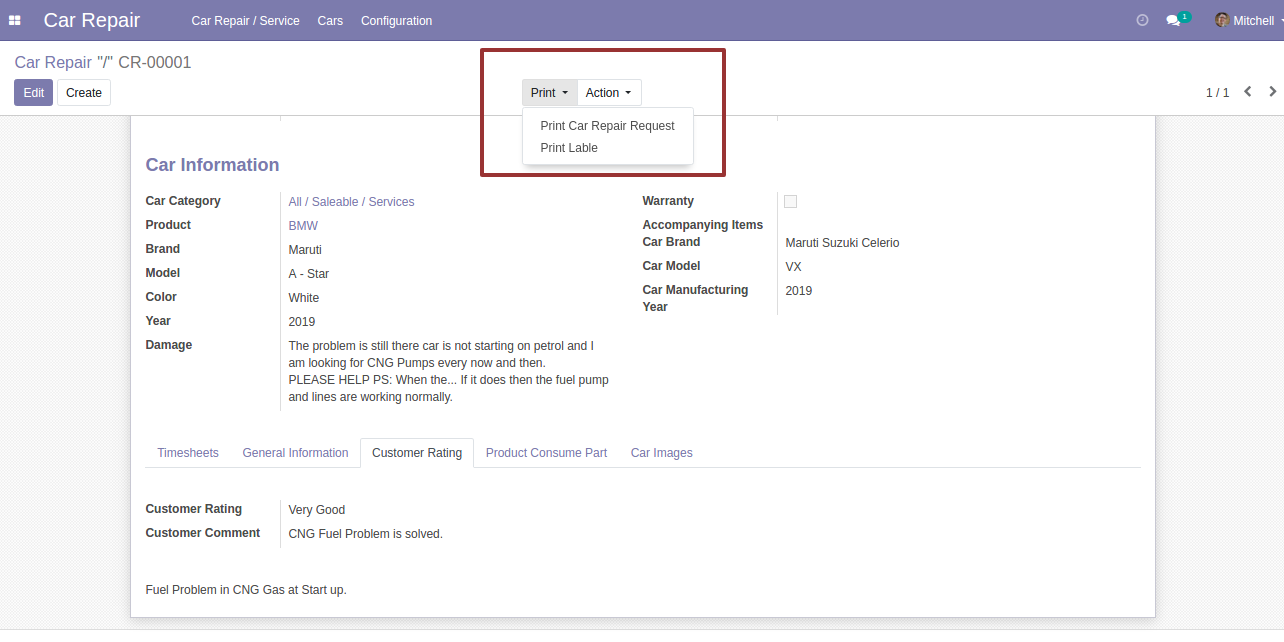 Car Repair
Car Repair / Service
Cars
Configuration
1
Mitchell
Car Repair "/" CR-00001
Edit
Create
Print
Action
1 / 1
Print Car Repair Request
Print Lable
Car Information
Car Category
All / Saleable / Services
Product
BMW
Brand
Maruti
Model
A - Star
Color
White
Year
2019
Damage
The problem is still there car is not starting on petrol and I
am looking for CNG Pumps every now and then.
PLEASE HELP PS: When the... If it does then the fuel pump
and lines are working normally.
Warranty
Accompanying Items
Car Brand
Maruti Suzuki Celerio
Car Model
VX
Car Manufacturing
Year
2019
Timesheets
General Information
Customer Rating
Product Consume Part
Car Images
Customer Rating
Very Good
Customer Comment
CNG Fuel Problem is solved.
Fuel Problem in CNG Gas at Start up.